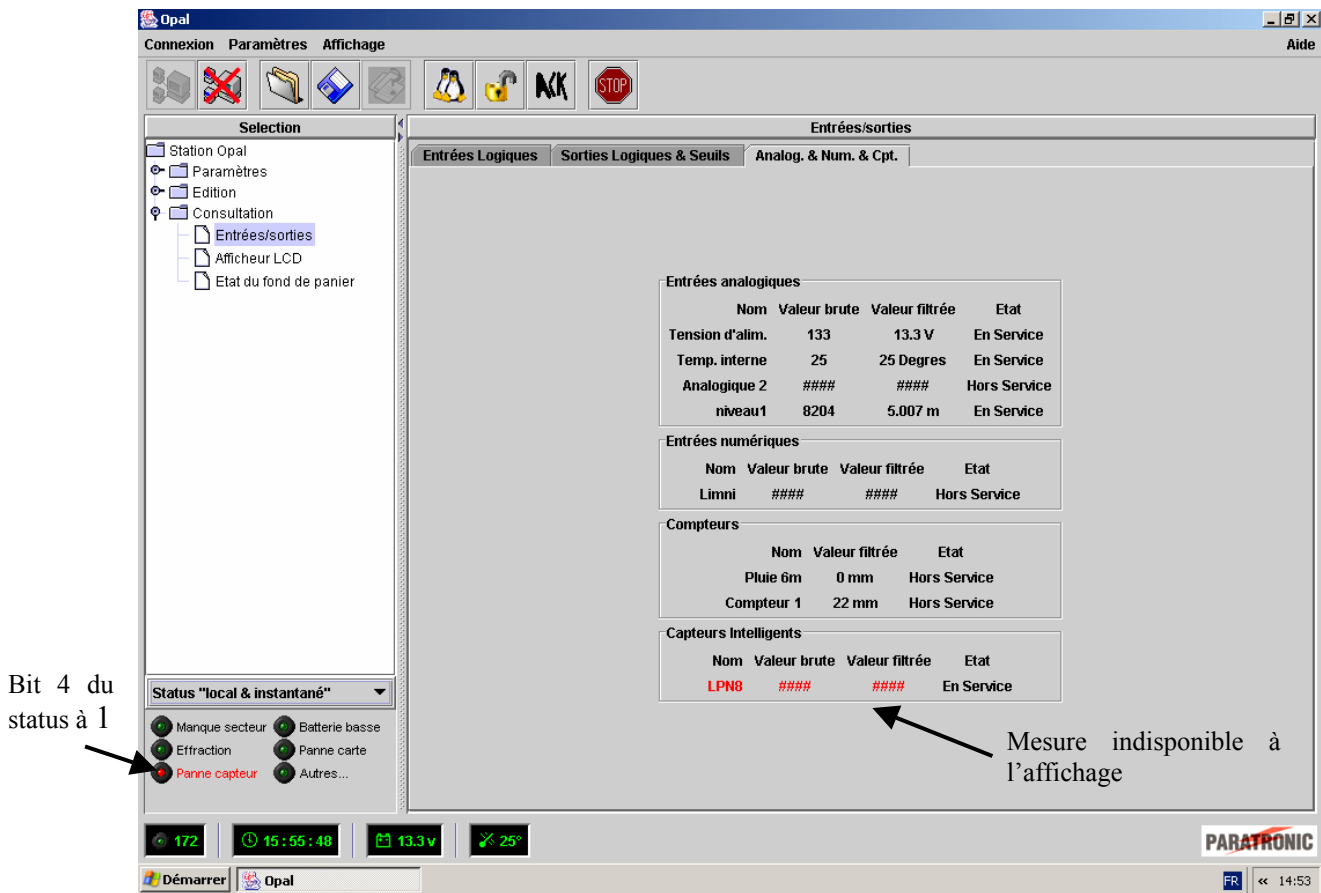 Opal
Connexion Paramètres Affichage Aide
STOP
Selection
Station Opal
Paramètres
Edition
Consultation
Entrées/sorties
Afficheur LCD
Etat du fond de panier
Entrées/sorties
Entrées Logiques Sorties Logiques & Seuils Analog. & Num. & Cpt.
Entrées analogiques
Nom Valeur brute Valeur filtrée Etat
Tension d'alim. 133 13.3 V En Service
Temp. interne 25 25 Degres En Service
Analogique 2 #### #### Hors Service
niveau1 8204 5.007 m En Service
Entrées numériques
Nom Valeur brute Valeur filtrée Etat
Limni #### #### Hors Service
Compteurs
Nom Valeur filtrée Etat
Pluie 6m 0 mm Hors Service
Compteur 1 22 mm Hors Service
Capteurs Intelligents
Nom Valeur brute Valeur filtrée Etat
LPN8 #### #### En Service
Bit 4 du
status à 1
Status "local & instantané"
Manque secteur Batterie basse
Effraction Panne carte
Panne capteur Autres...
Mesure indisponible à
l'affichage
172 15:55:48 13.3 v 25°
PARATRONIC
Démarrer Opal FR « 14:53